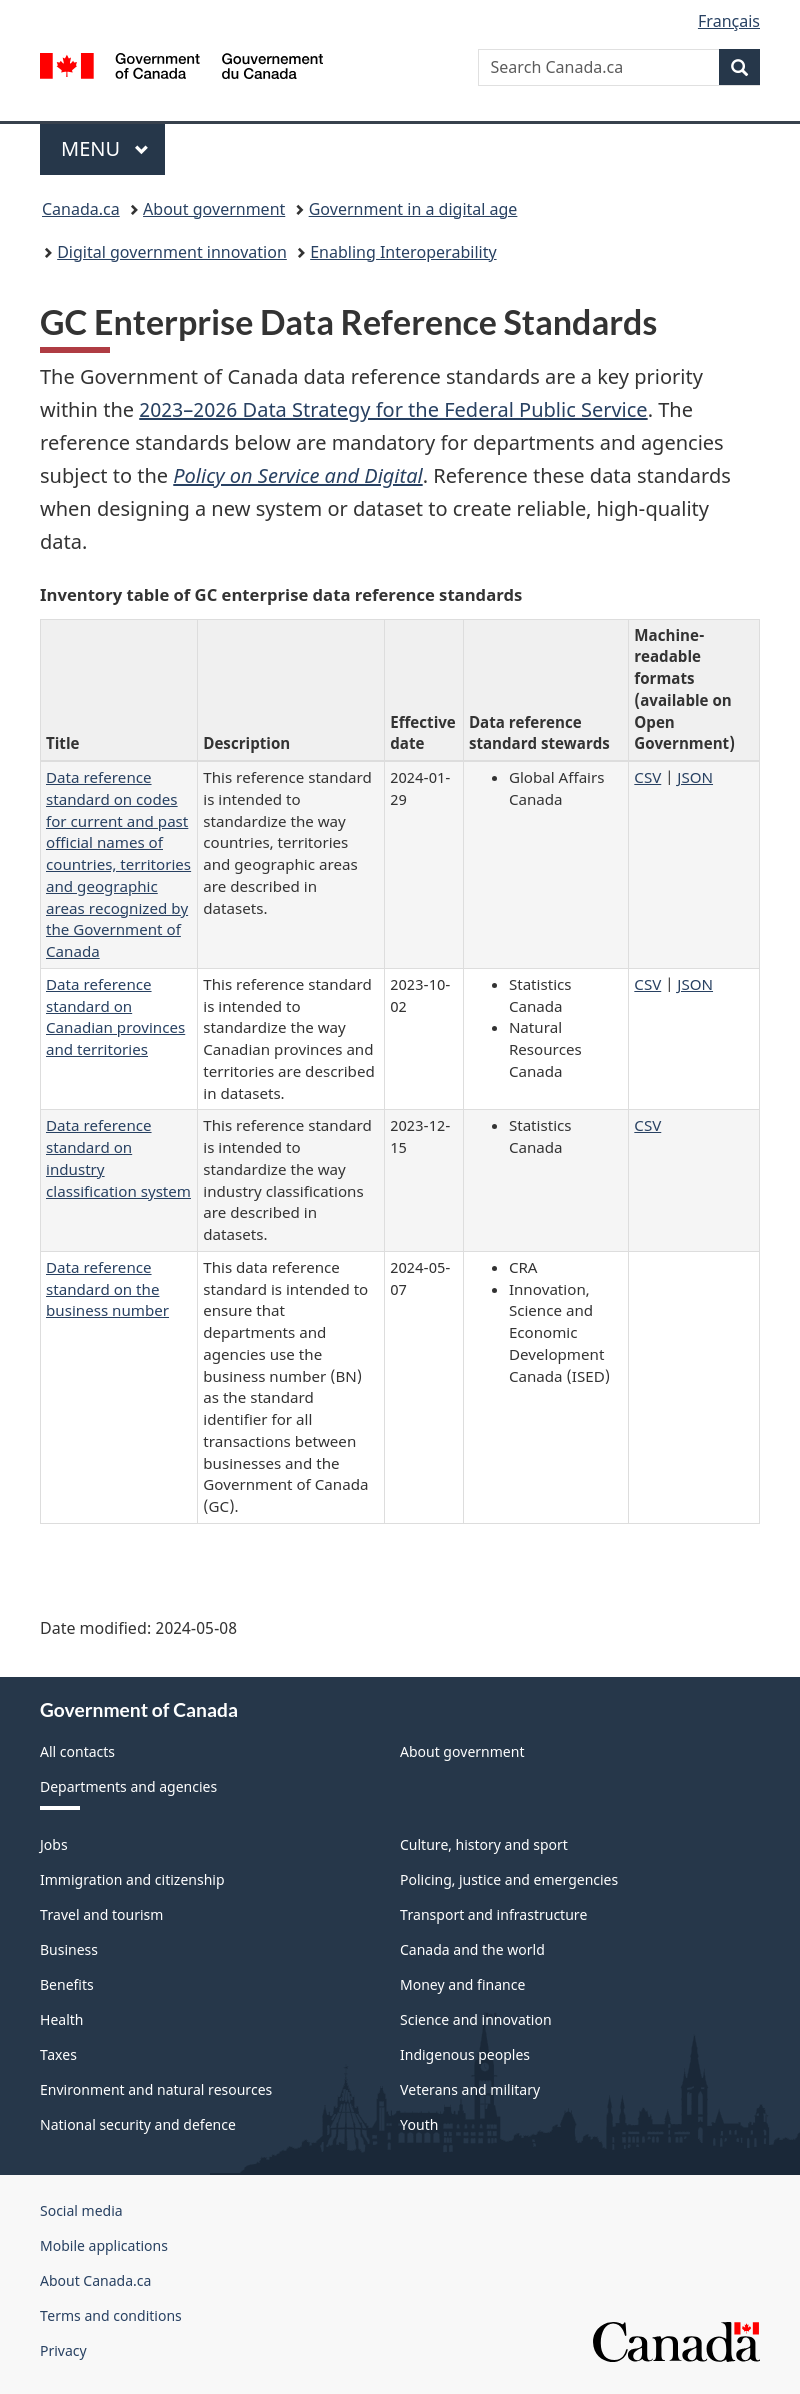 Français
Government
of Canada
Gouvernement
du Canada
Search Canada.ca
MENU
Canada.ca
About government
Government in a digital age
Digital government innovation
Enabling Interoperability
GC Enterprise Data Reference Standards
The Government of Canada data reference standards are a key priority
within the 2023–2026 Data Strategy for the Federal Public Service. The
reference standards below are mandatory for departments and agencies
subject to the Policy on Service and Digital. Reference these data standards
when designing a new system or dataset to create reliable, high-quality
data.
Inventory table of GC enterprise data reference standards
Title
Description
Effective
date
Data reference
standard stewards
Machine-
readable
formats
(available on
Open
Government)
Data reference
standard on codes
for current and past
official names of
countries, territories
and geographic
areas recognized by
the Government of
Canada
This reference standard
is intended to
standardize the way
countries, territories
and geographic areas
are described in
datasets.
2024-01-
29
• Global Affairs
Canada
CSV | JSON
Data reference
standard on
Canadian provinces
and territories
This reference standard
is intended to
standardize the way
Canadian provinces and
territories are described
in datasets.
2023-10-
02
• Statistics
Canada
• Natural
Resources
Canada
CSV | JSON
Data reference
standard on
industry
classification system
This reference standard
is intended to
standardize the way
industry classifications
are described in
datasets.
2023-12-
15
• Statistics
Canada
CSV
Data reference
standard on the
business number
This data reference
standard is intended to
ensure that
departments and
agencies use the
business number (BN)
as the standard
identifier for all
transactions between
businesses and the
Government of Canada
(GC).
2024-05-
07
• CRA
• Innovation,
Science and
Economic
Development
Canada (ISED)
Date modified: 2024-05-08
Government of Canada
All contacts
About government
Departments and agencies
Jobs
Culture, history and sport
Immigration and citizenship
Policing, justice and emergencies
Travel and tourism
Transport and infrastructure
Business
Canada and the world
Benefits
Money and finance
Health
Science and innovation
Taxes
Indigenous peoples
Environment and natural resources
Veterans and military
National security and defence
Youth
Social media
Mobile applications
About Canada.ca
Terms and conditions
Privacy
Canada